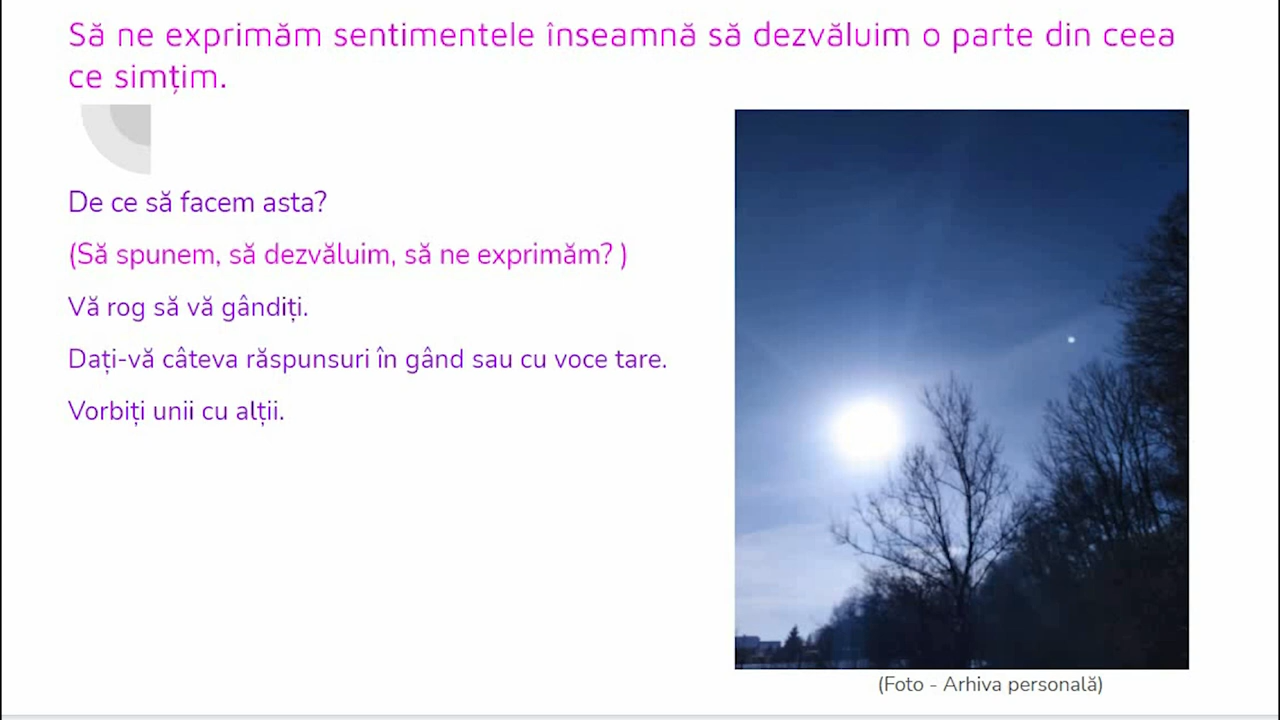 Să ne exprimăm sentimentele înseamnă să dezvăluim o parte din ceea
ce simțim.
De ce să facem asta?
(Să spunem, să dezvăluim, să ne exprimăm? )
Vă rog să vă gândiți.
Dați-vă câteva răspunsuri în gând sau cu voce tare.
Vorbiți unii cu alții.
(Foto - Arhiva personală)